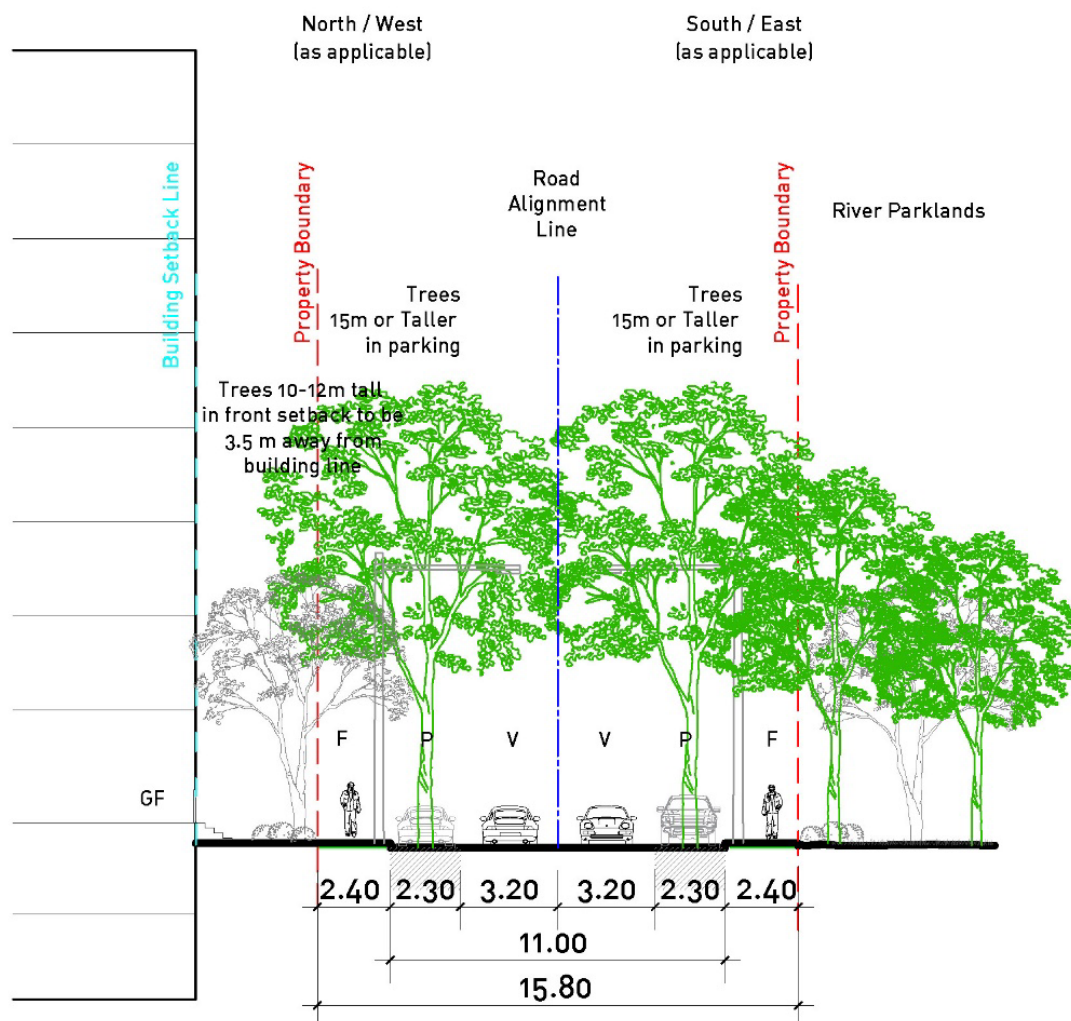 North / West
(as applicable)
South / East
(as applicable)
Building Setback Line
Property Boundary
Road
Alignment
Line
Property Boundary
River Parklands
Trees
15m or Taller
in parking
Trees
15m or Taller
in parking
Trees 10-12m tall
in front setback to be
3.5 m away from
building line
F P V V P F
GF
2.40 2.30 3.20 3.20 2.30 2.40
11.00
15.80